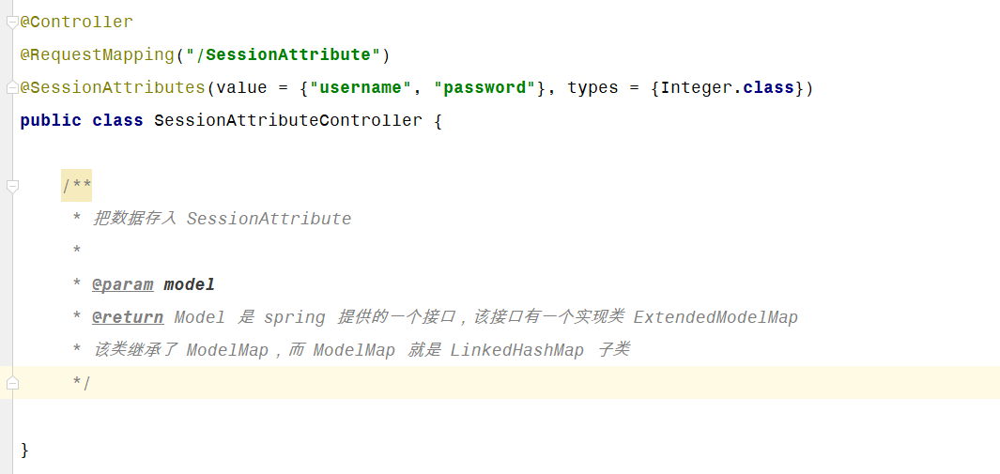 @Controller
@RequestMapping("/SessionAttribute")
@SessionAttributes(value = {"username", "password"}, types = {Integer.class})
public class SessionAttributeController {
/**
* 把数据存入 SessionAttribute
*
* @param model
* @return Model 是 spring 提供的一个接口，该接口有一个实现类 ExtendedModelMap
* 该类继承了 ModelMap，而 ModelMap 就是 LinkedHashMap 子类
*/
}